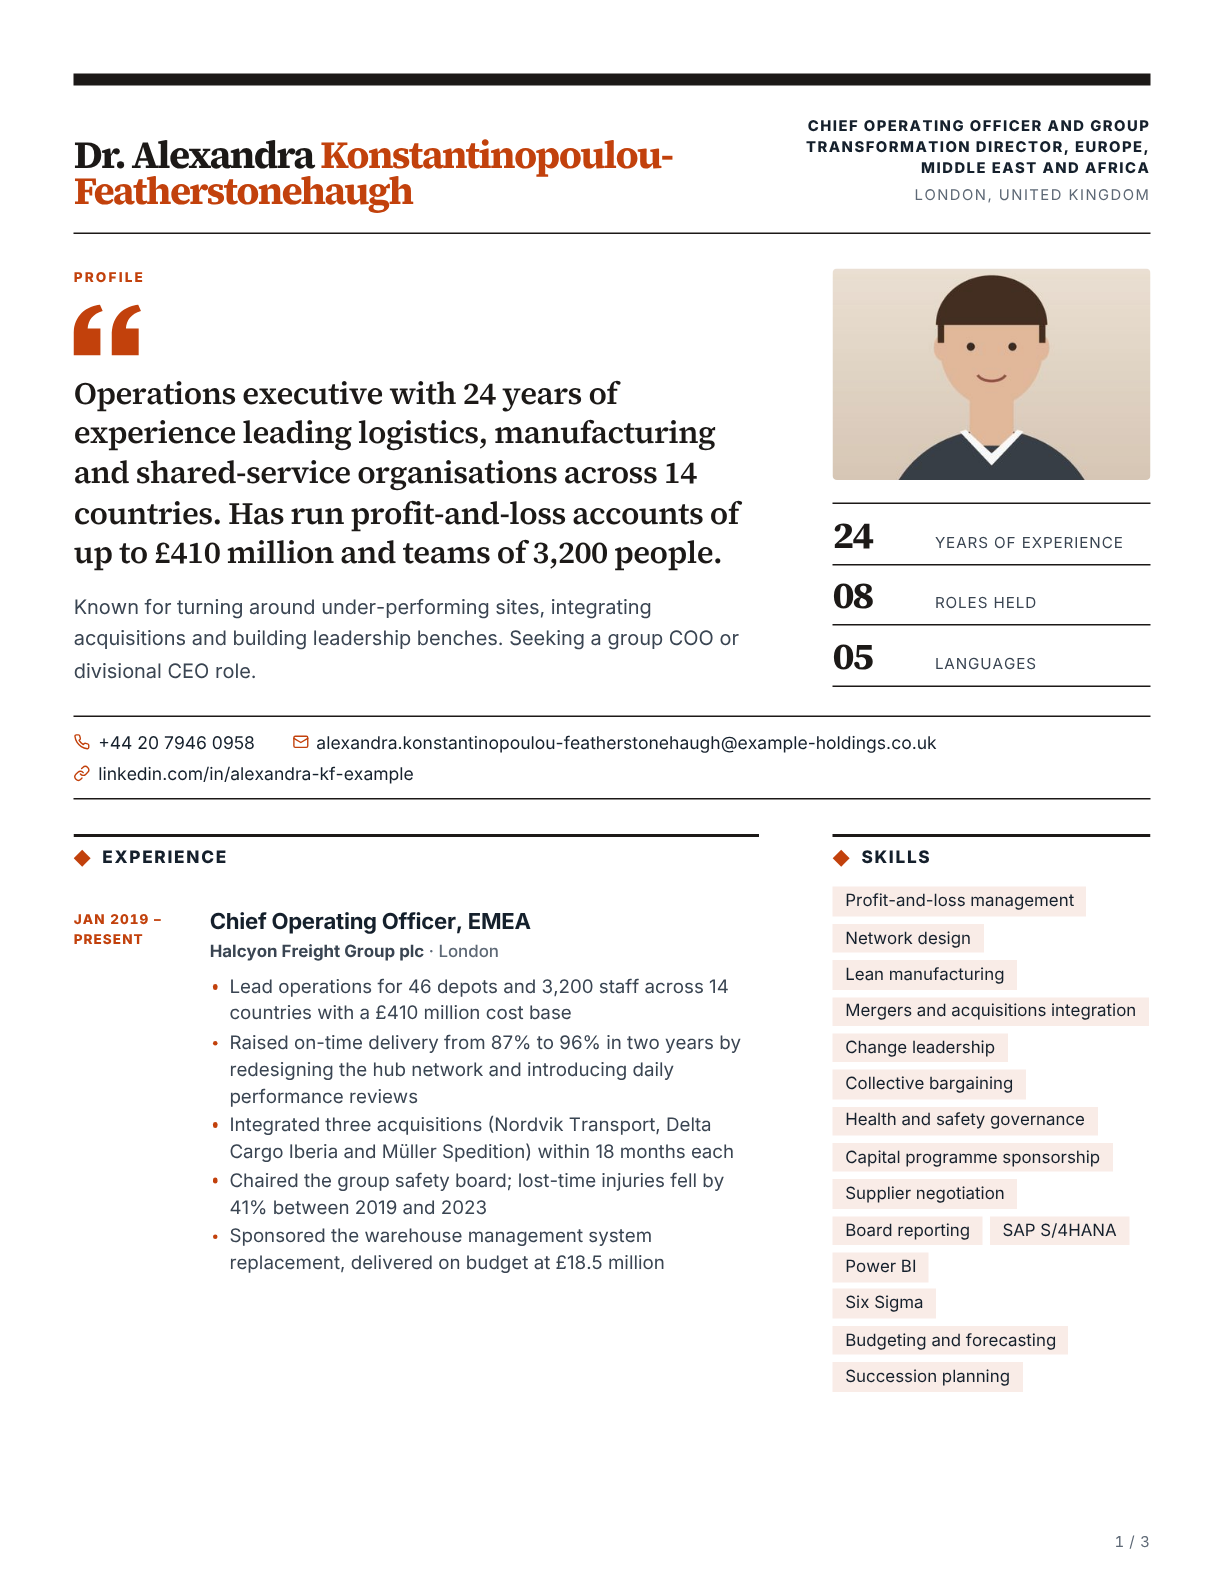 Dr. Alexandra Konstantinopoulou-
Featherstonehaugh
CHIEF OPERATING OFFICER AND GROUP
TRANSFORMATION DIRECTOR, EUROPE,
MIDDLE EAST AND AFRICA
LONDON, UNITED KINGDOM
PROFILE
“
Operations executive with 24 years of
experience leading logistics, manufacturing
and shared-service organisations across 14
countries. Has run profit-and-loss accounts of
up to £410 million and teams of 3,200 people.
Known for turning around under-performing sites, integrating
acquisitions and building leadership benches. Seeking a group COO or
divisional CEO role.
24 YEARS OF EXPERIENCE
08 ROLES HELD
05 LANGUAGES
+44 20 7946 0958 alexandra.konstantinopoulou-featherstonehaugh@example-holdings.co.uk
linkedin.com/in/alexandra-kf-example
EXPERIENCE
JAN 2019 –
PRESENT
Chief Operating Officer, EMEA
Halcyon Freight Group plc · London
• Lead operations for 46 depots and 3,200 staff across 14
countries with a £410 million cost base
• Raised on-time delivery from 87% to 96% in two years by
redesigning the hub network and introducing daily
performance reviews
• Integrated three acquisitions (Nordvik Transport, Delta
Cargo Iberia and Müller Spedition) within 18 months each
• Chaired the group safety board; lost-time injuries fell by
41% between 2019 and 2023
• Sponsored the warehouse management system
replacement, delivered on budget at £18.5 million
SKILLS
Profit-and-loss management
Network design
Lean manufacturing
Mergers and acquisitions integration
Change leadership
Collective bargaining
Health and safety governance
Capital programme sponsorship
Supplier negotiation
Board reporting SAP S/4HANA
Power BI
Six Sigma
Budgeting and forecasting
Succession planning
1 / 3